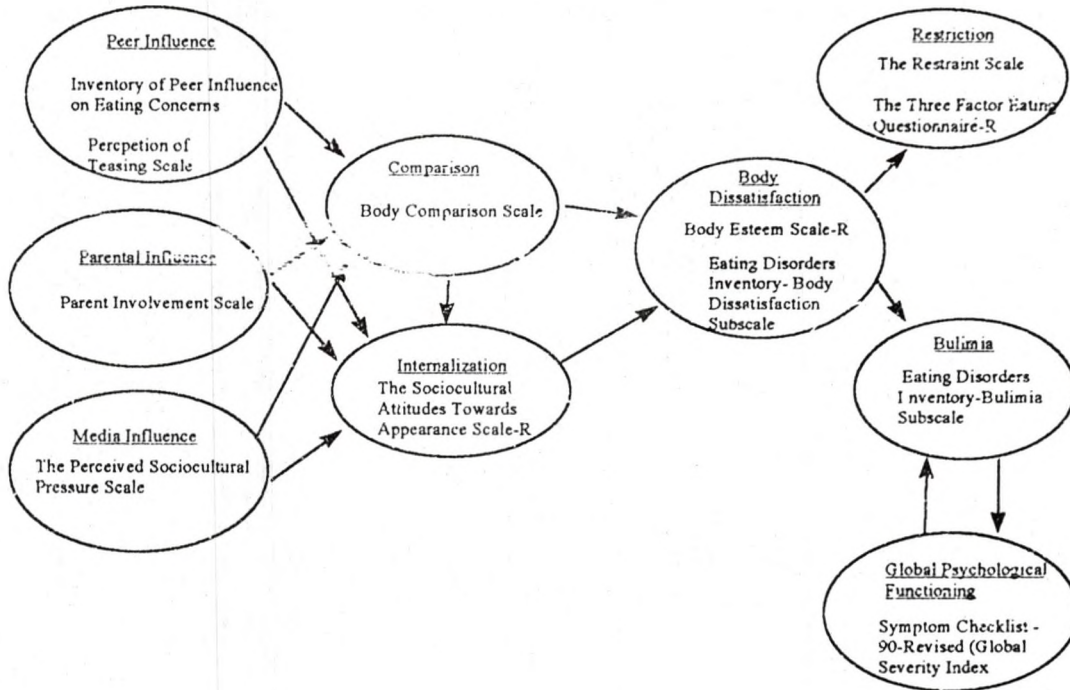 Peer Influence
Inventory of Peer Influence
on Eating Concerns
Percpetion of
Teasing Scale
Parental Influence
Parent Involvement Scale
Media Influence
The Perceived Sociocultural
Pressure Scale
Comparison
Body Comparison Scale
Internalization
The Sociocultural
Attitudes Towards
Appearance Scale-R
Body
Dissatisfaction
Body Esteem Scale-R
Eating Disorders
Inventory- Body
Dissatisfaction
Subscale
Restriction
The Restraint Scale
The Three Factor Eating
Questionnaire-R
Bulimia
Eating Disorders
Inventory-Bulimia
Subscale
Global Psychological
Functioning
Symptom Checklist -
90-Revised (Global
Severity Index